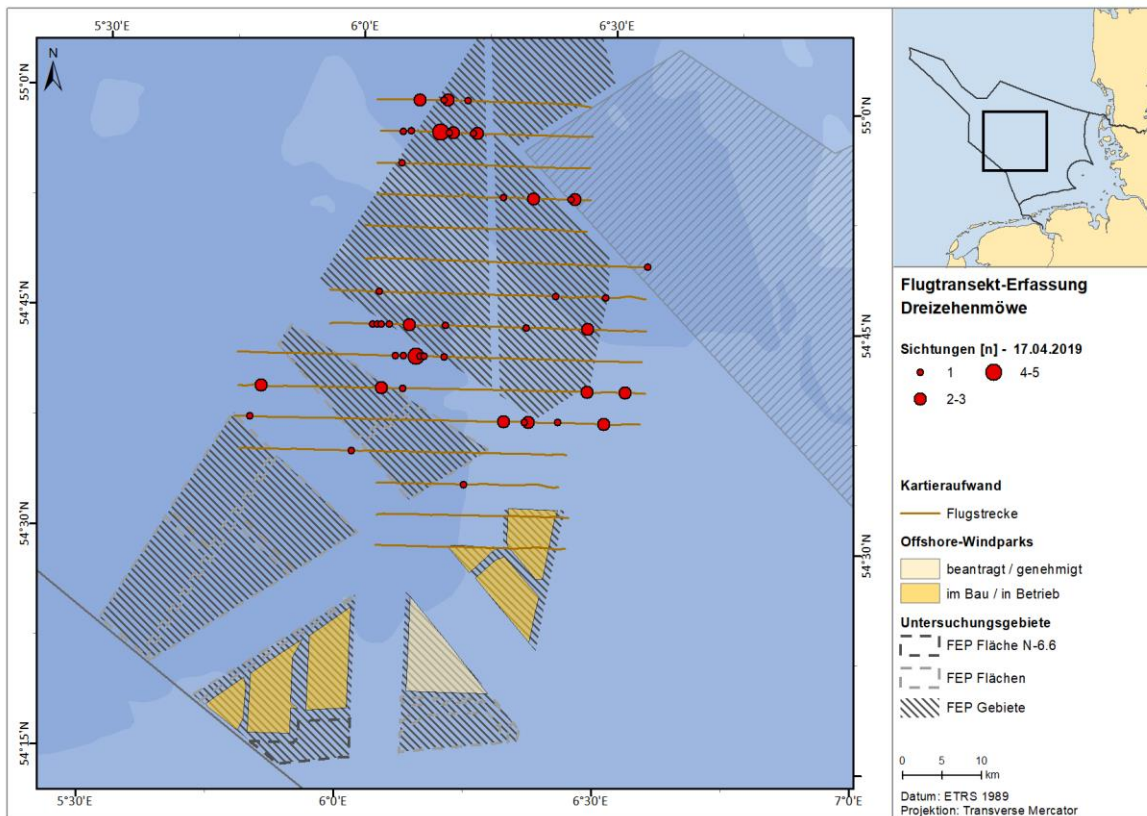 5°30'E
6°0'E
6°30'E
N
55°0'N
54°45'N
54°30'N
54°15'N
55°0'N
54°45'N
54°30'N
5°30'E
6°0'E
6°30'E
7°0'E
Flugtransekt-Erfassung
Dreizehenmöwe
Sichtungen [n] - 17.04.2019
1
4-5
2-3
Kartieraufwand
Flugstrecke
Offshore-Windparks
beantragt / genehmigt
im Bau / in Betrieb
Untersuchungsgebiete
FEP Fläche N-6.6
FEP Flächen
FEP Gebiete
0 5 10
km
Datum: ETRS 1989
Projektion: Transverse Mercator